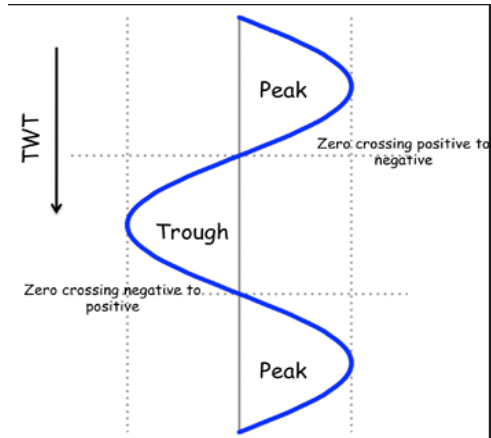 Peak
TWT
Zero crossing positive to
negative
Trough
Zero crossing negative to
positive
Peak